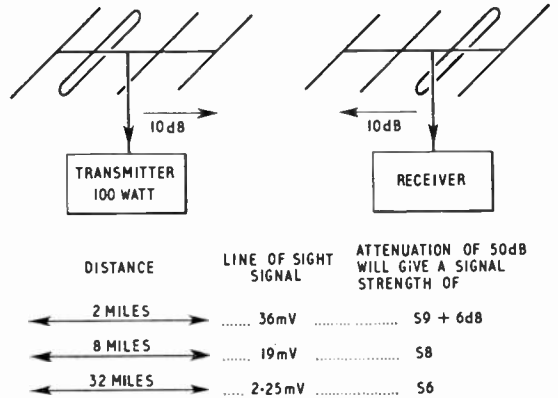 10dB
10dB
TRANSMITTER
100 WATT
RECEIVER
DISTANCE
LINE OF SIGHT
SIGNAL
ATTENUATION OF 50dB
WILL GIVE A SIGNAL
STRENGTH OF
2 MILES ...... 36mV .................. S9 + 6d8
8 MILES ...... 19mV .................. S8
32 MILES .... 2·25mV ............... S6